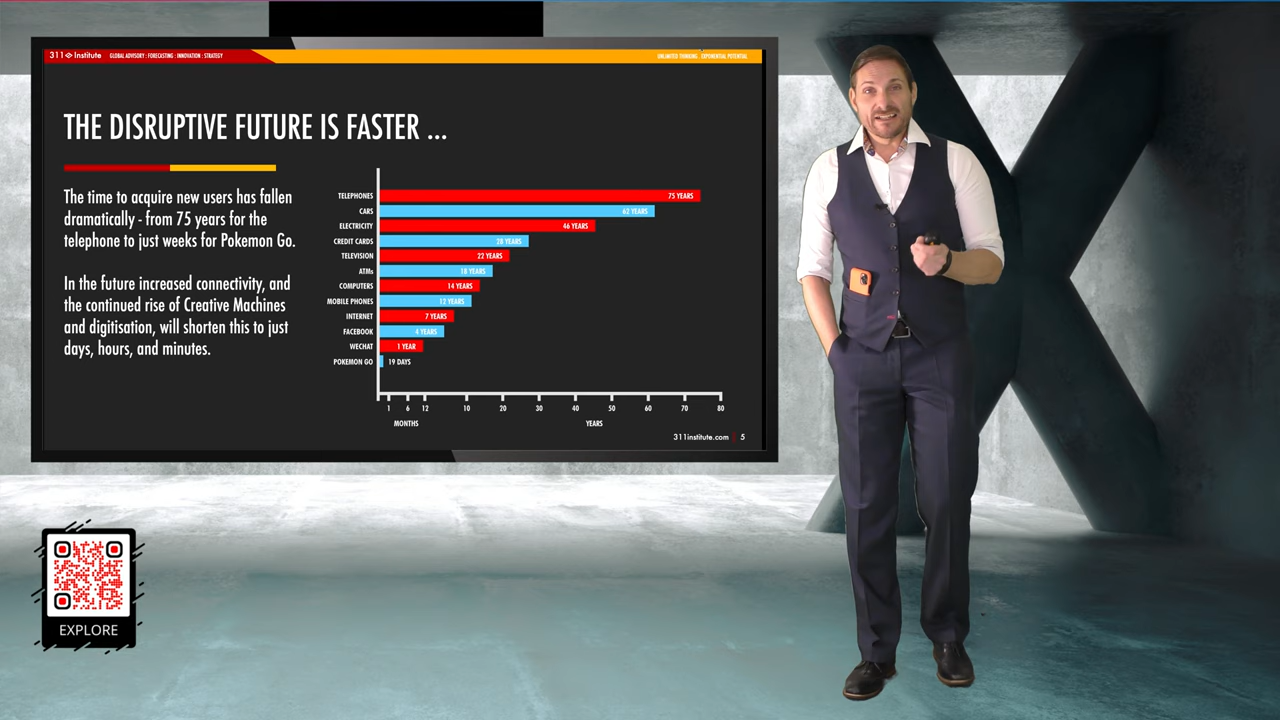 311 Institute GLOBAL ADVISORY : FORECASTING : INNOVATION : STRATEGY
UNLIMITED THINKING . EXPONENTIAL POTENTIAL
THE DISRUPTIVE FUTURE IS FASTER ...
The time to acquire new users has fallen
dramatically - from 75 years for the
telephone to just weeks for Pokemon Go.
In the future increased connectivity, and
the continued rise of Creative Machines
and digitisation, will shorten this to just
days, hours, and minutes.
TELEPHONES 75 YEARS
CARS 62 YEARS
ELECTRICITY 46 YEARS
CREDIT CARDS 28 YEARS
TELEVISION 22 YEARS
ATMs 18 YEARS
COMPUTERS 14 YEARS
MOBILE PHONES 12 YEARS
INTERNET 7 YEARS
FACEBOOK 4 YEARS
WECHAT 1 YEAR
POKEMON GO 19 DAYS
1 6 12 10 20 30 40 50 60 70 80
MONTHS YEARS
311institute.com | 5
EXPLORE